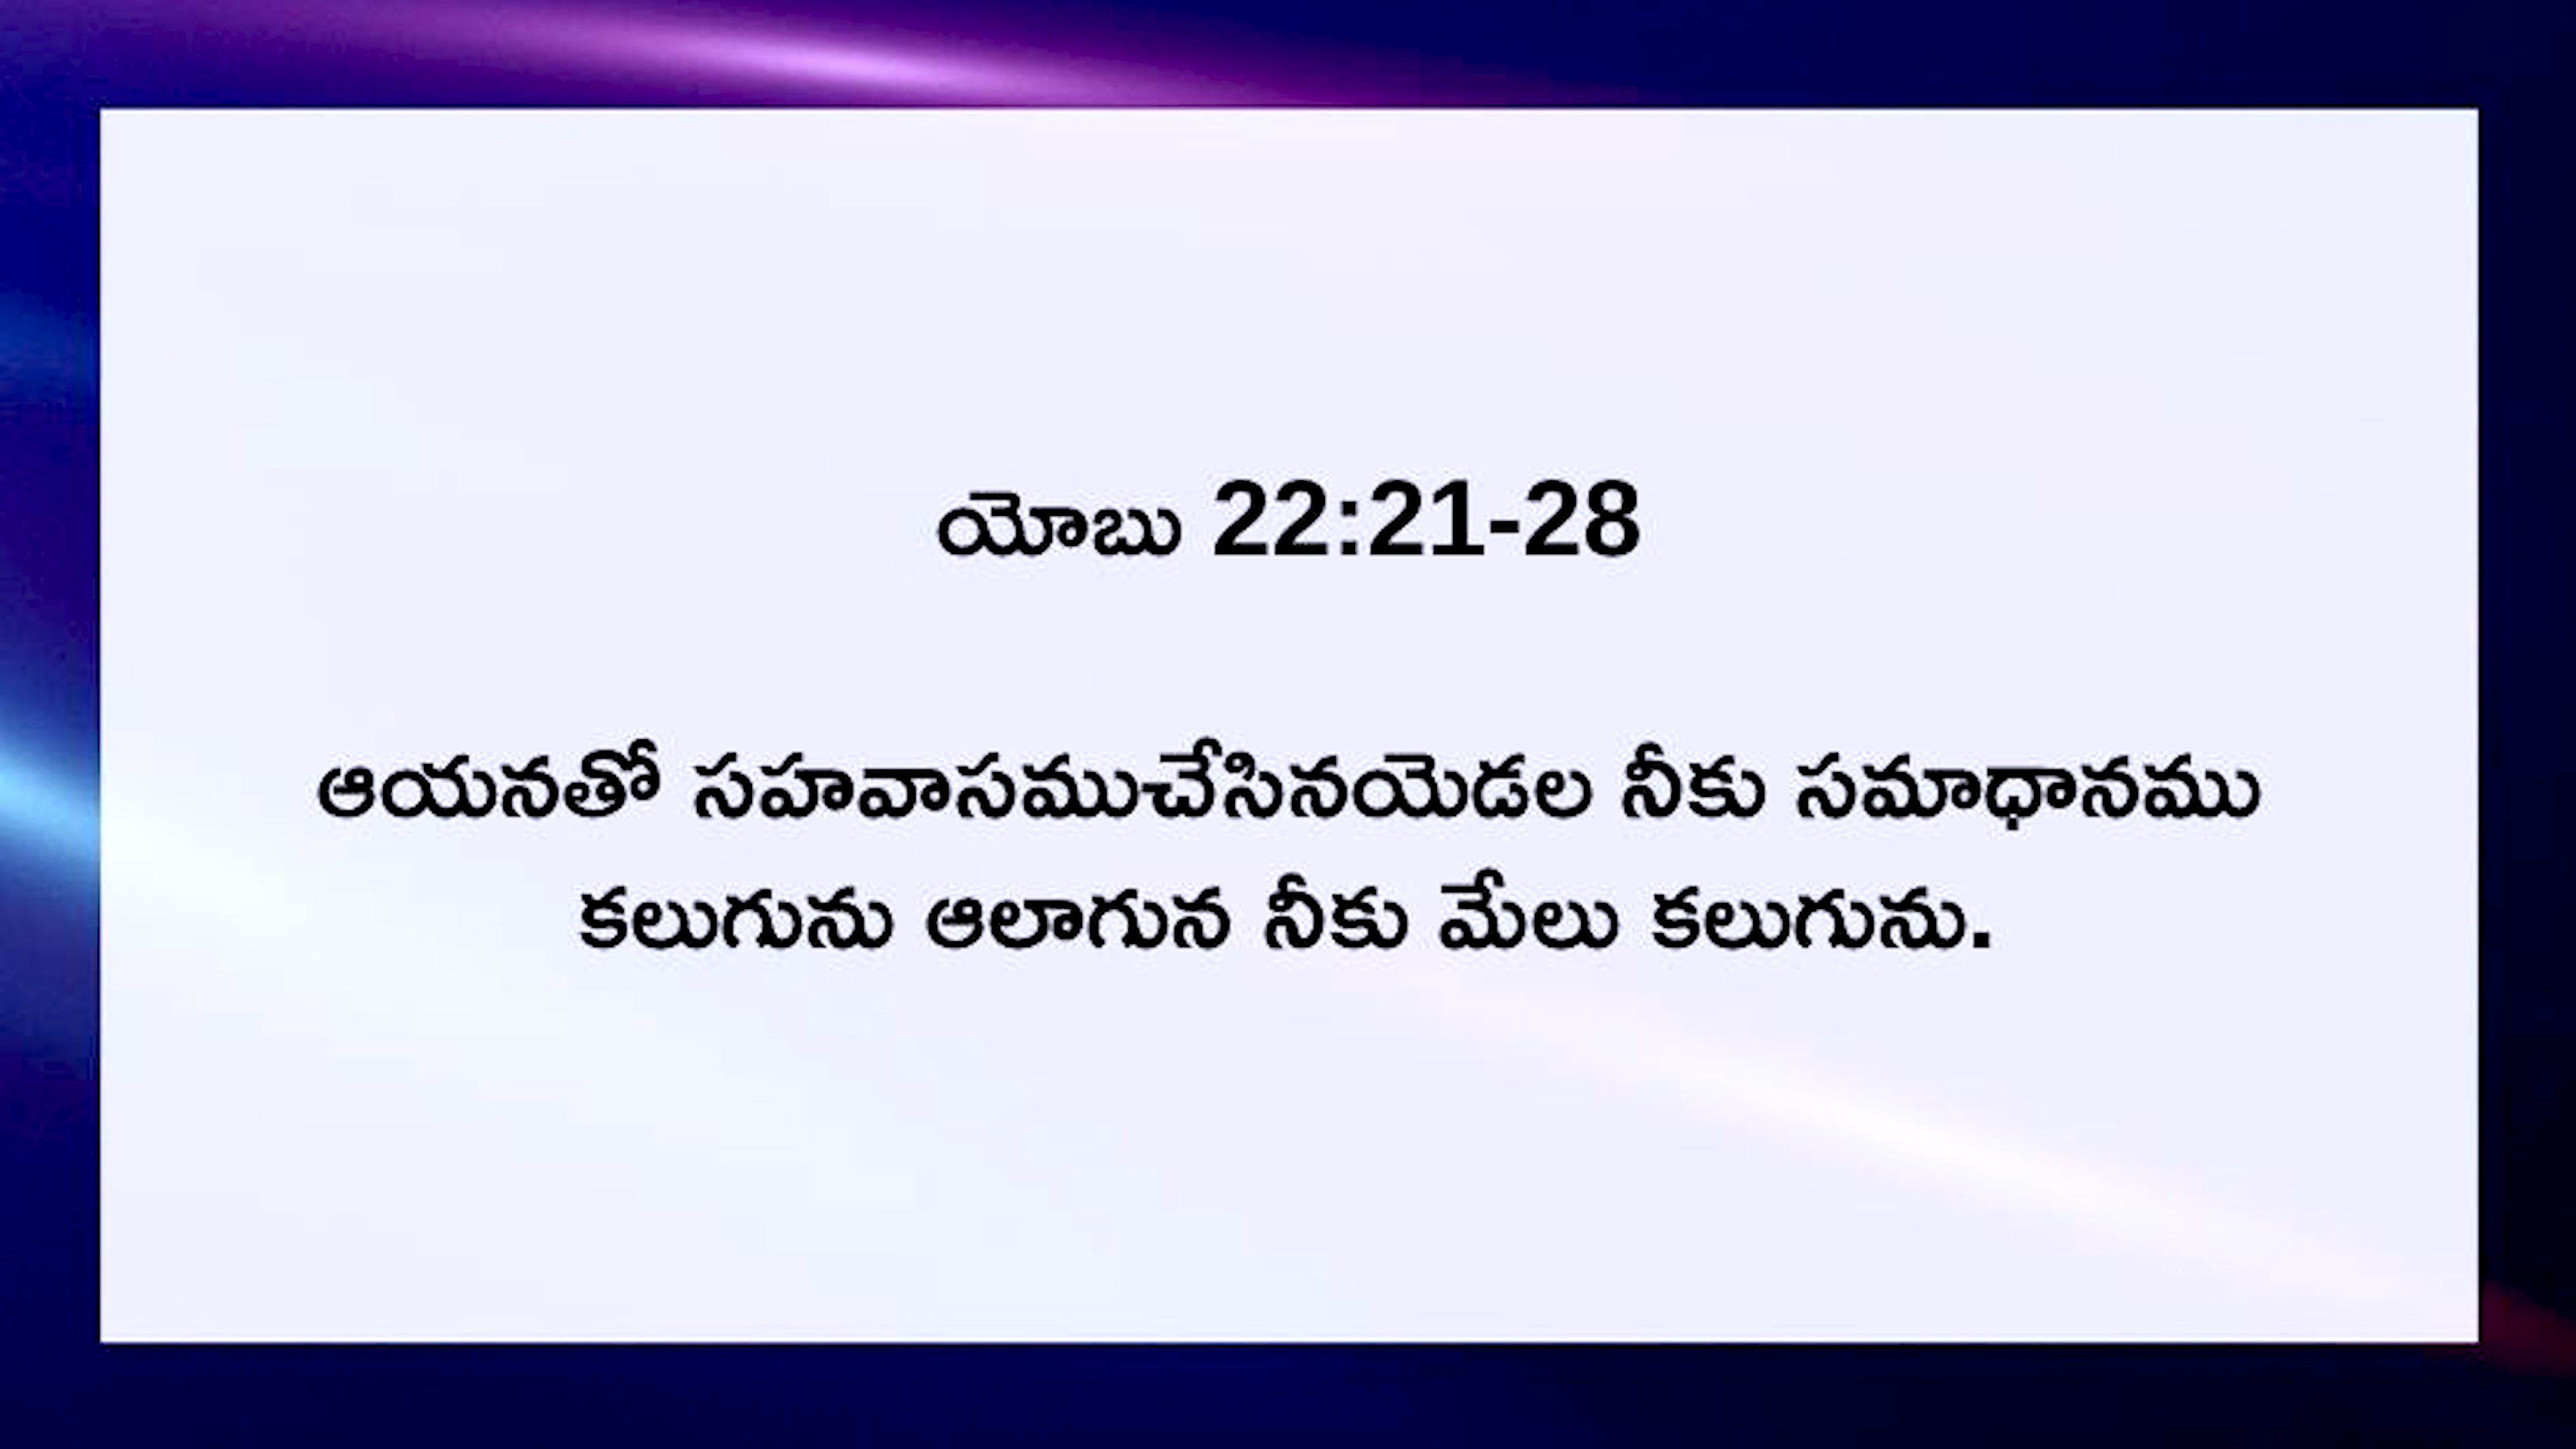 యోబు 22:21-28
ఆయనతో సహవాసముచేసినయెడల నీకు సమాధానము
కలుగును ఆలాగున నీకు మేలు కలుగును.